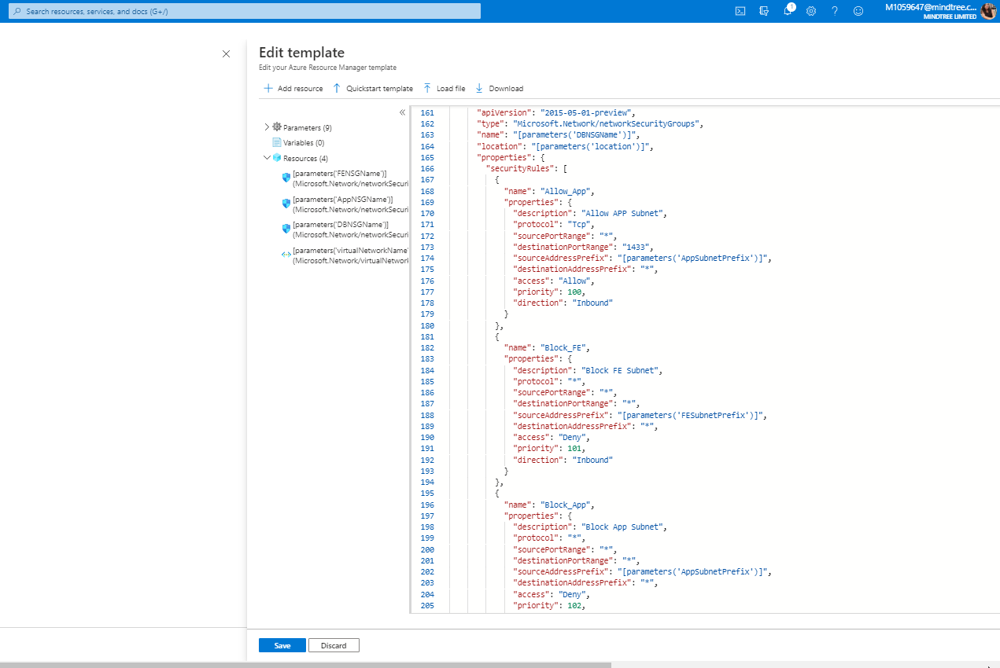 Search resources, services, and docs (G+/)
1
M1059647@mindtree.c...
MINDTREE LIMITED
Edit template
Edit your Azure Resource Manager template
Add resource
Quickstart template
Load file
Download
Parameters (9)
Variables (0)
Resources (4)
[parameters('FENSGName')]
(Microsoft.Network/networkSecuri
[parameters('AppNSGName')]
(Microsoft.Network/networkSecuri
[parameters('DBNSGName')]
(Microsoft.Network/networkSecuri
[parameters('virtualNetworkName'
(Microsoft.Network/virtualNetwork
161 "apiVersion": "2015-05-01-preview",
162 "type": "Microsoft.Network/networkSecurityGroups",
163 "name": "[parameters('DBNSGName')]",
164 "location": "[parameters('location')]",
165 "properties": {
166 "securityRules": [
167 {
168 "name": "Allow_App",
169 "properties": {
170 "description": "Allow APP Subnet",
171 "protocol": "Tcp",
172 "sourcePortRange": "*",
173 "destinationPortRange": "1433",
174 "sourceAddressPrefix": "[parameters('AppSubnetPrefix')]",
175 "destinationAddressPrefix": "*",
176 "access": "Allow",
177 "priority": 100,
178 "direction": "Inbound"
179 }
180 },
181 {
182 "name": "Block_FE",
183 "properties": {
184 "description": "Block FE Subnet",
185 "protocol": "*",
186 "sourcePortRange": "*",
187 "destinationPortRange": "*",
188 "sourceAddressPrefix": "[parameters('FESubnetPrefix')]",
189 "destinationAddressPrefix": "*",
190 "access": "Deny",
191 "priority": 101,
192 "direction": "Inbound"
193 }
194 },
195 {
196 "name": "Block_App",
197 "properties": {
198 "description": "Block App Subnet",
199 "protocol": "*",
200 "sourcePortRange": "*",
201 "destinationPortRange": "*",
202 "sourceAddressPrefix": "[parameters('AppSubnetPrefix')]",
203 "destinationAddressPrefix": "*",
204 "access": "Deny",
205 "priority": 102,
Save
Discard